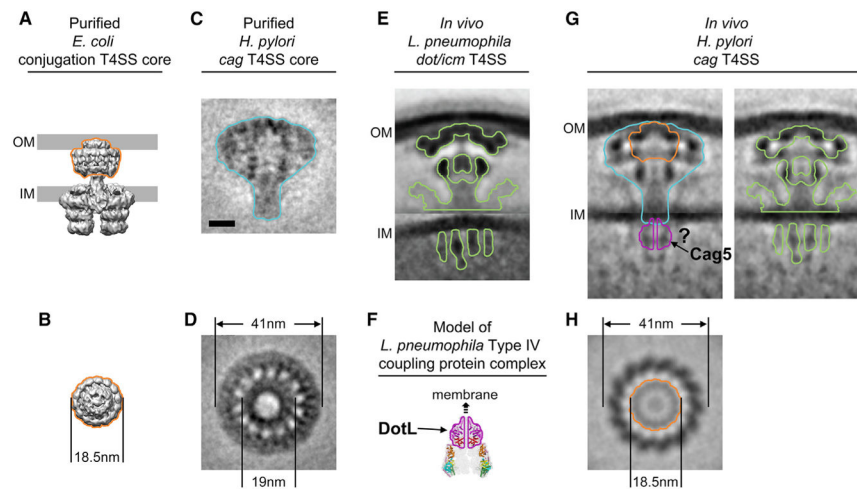 A
Purified
E. coli
conjugation T4SS core
OM
IM
B
18.5nm
C
Purified
H. pylori
cag T4SS core
D
41nm
19nm
E
In vivo
L. pneumophila
dot/icm T4SS
OM
IM
F
Model of
L. pneumophila Type IV
coupling protein complex
membrane
DotL
G
In vivo
H. pylori
cag T4SS
OM
IM
?
Cag5
H
41nm
18.5nm